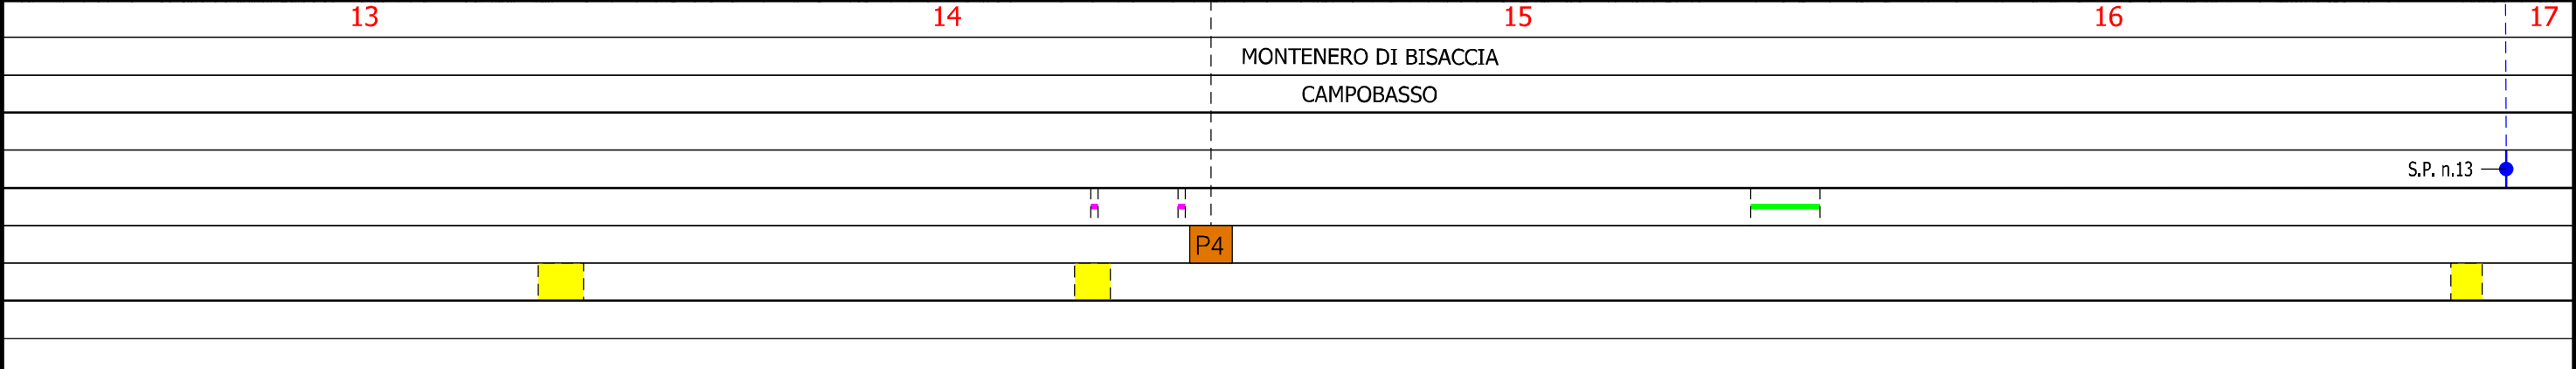 13 14 15 16 17
MONTENERO DI BISACCIA
CAMPOBASSO
S.P. n.13
P4